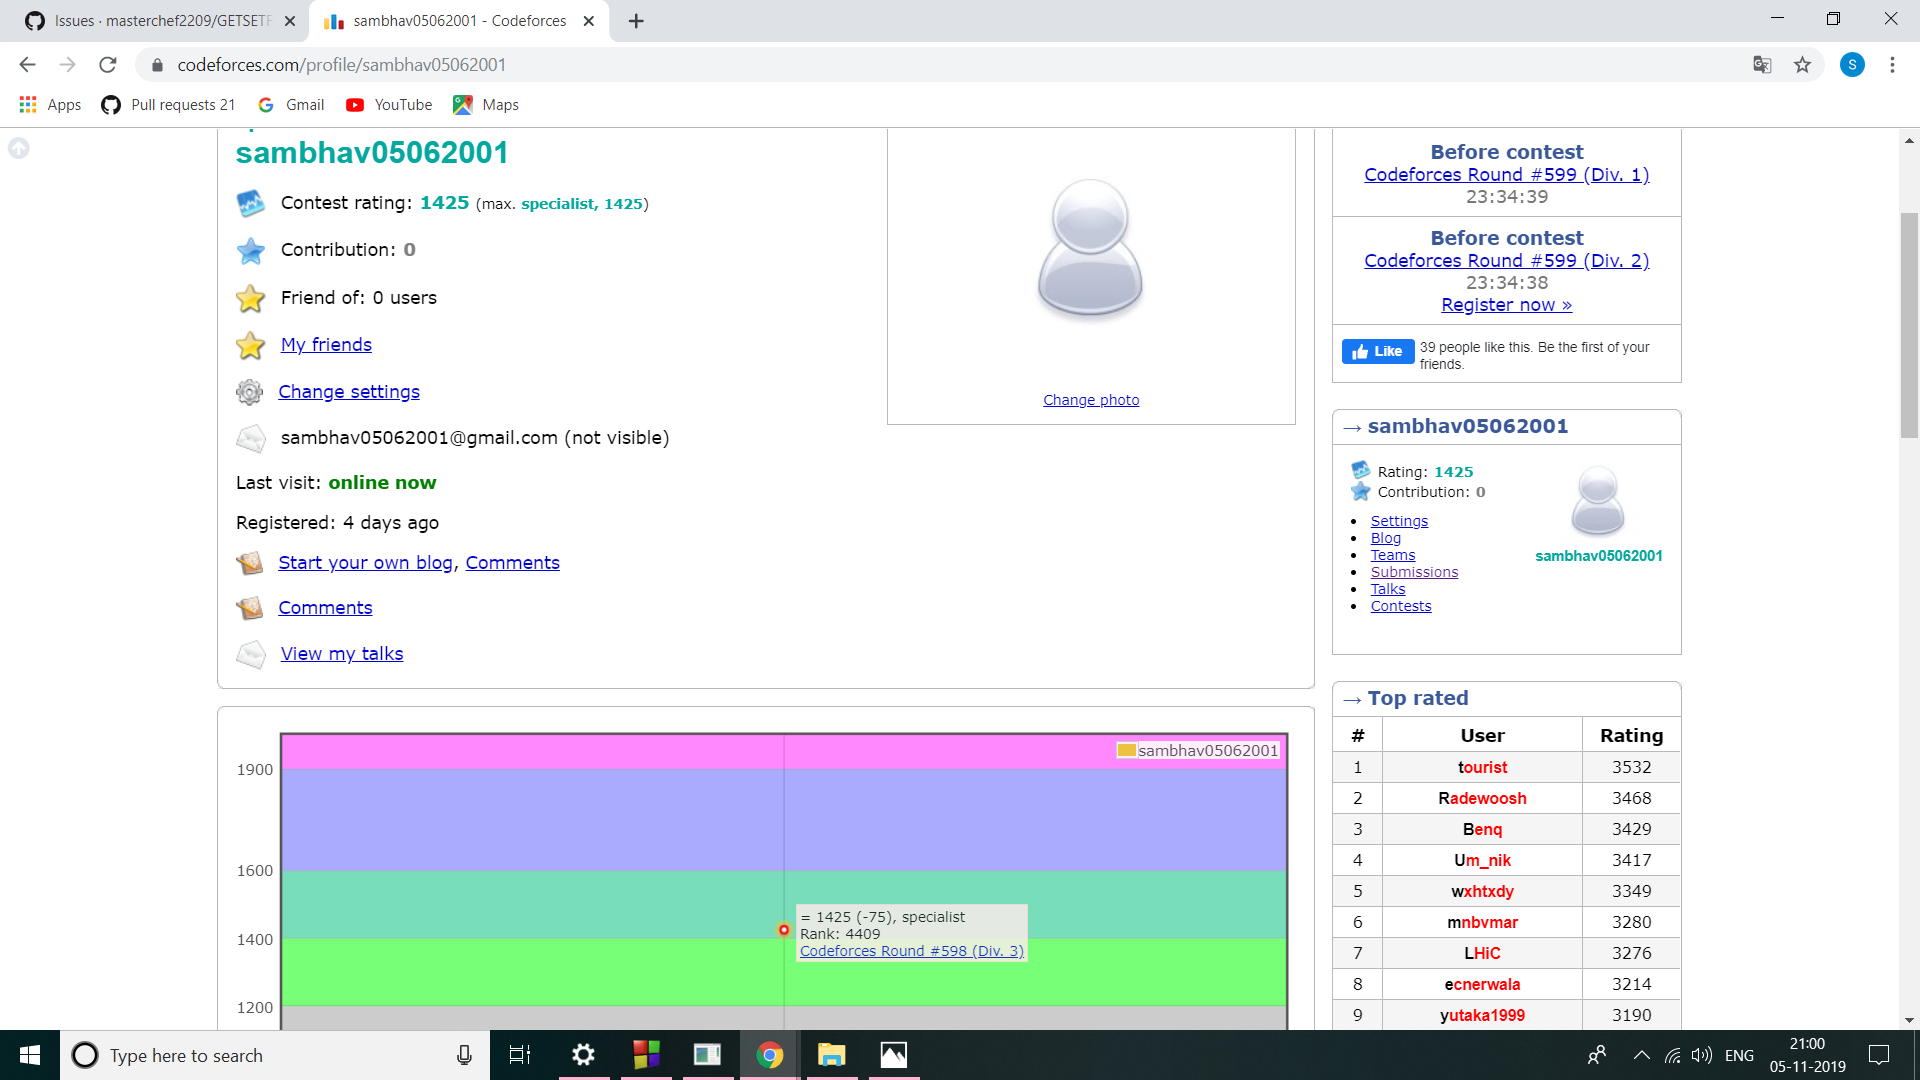 Issues · masterchef2209/GETSETF
sambhav05062001 - Codeforces
codeforces.com/profile/sambhav05062001
S
Apps
Pull requests 21
Gmail
YouTube
Maps
sambhav05062001
Contest rating: 1425 (max. specialist, 1425)
Contribution: 0
Friend of: 0 users
My friends
Change settings
sambhav05062001@gmail.com (not visible)
Last visit: online now
Registered: 4 days ago
Start your own blog, Comments
Comments
View my talks
Change photo
Before contest
Codeforces Round #599 (Div. 1)
23:34:39
Before contest
Codeforces Round #599 (Div. 2)
23:34:38
Register now »
Like
39 people like this. Be the first of your
friends.
→ sambhav05062001
Rating: 1425
Contribution: 0
Settings
Blog
Teams
Submissions
Talks
Contests
sambhav05062001
→ Top rated
# User Rating
1 tourist 3532
2 Radewoosh 3468
3 Benq 3429
4 Um_nik 3417
5 wxhtxdy 3349
6 mnbvmar 3280
7 LHiC 3276
8 ecnerwala 3214
9 yutaka1999 3190
sambhav05062001
1900
1600
1400
1200
= 1425 (-75), specialist
Rank: 4409
Codeforces Round #598 (Div. 3)
Type here to search
ENG
21:00
05-11-2019